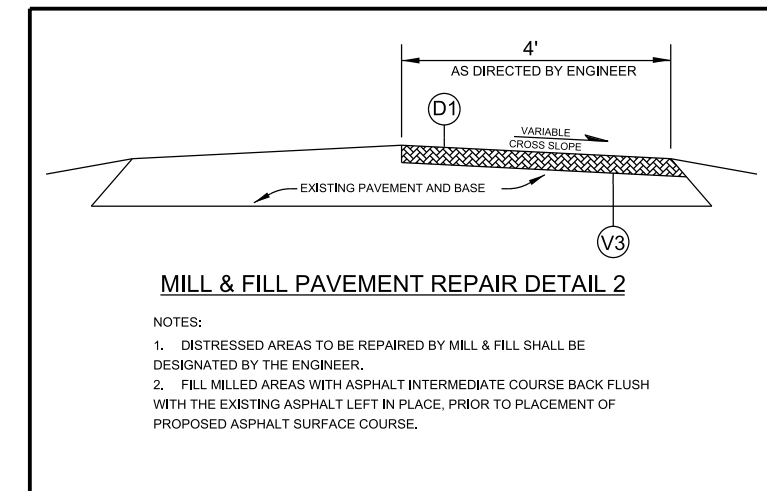 4'
AS DIRECTED BY ENGINEER
D1
VARIABLE
CROSS SLOPE
EXISTING PAVEMENT AND BASE
V3
MILL & FILL PAVEMENT REPAIR DETAIL 2
NOTES:
1. DISTRESSED AREAS TO BE REPAIRED BY MILL & FILL SHALL BE
DESIGNATED BY THE ENGINEER.
2. FILL MILLED AREAS WITH ASPHALT INTERMEDIATE COURSE BACK FLUSH
WITH THE EXISTING ASPHALT LEFT IN PLACE, PRIOR TO PLACEMENT OF
PROPOSED ASPHALT SURFACE COURSE.